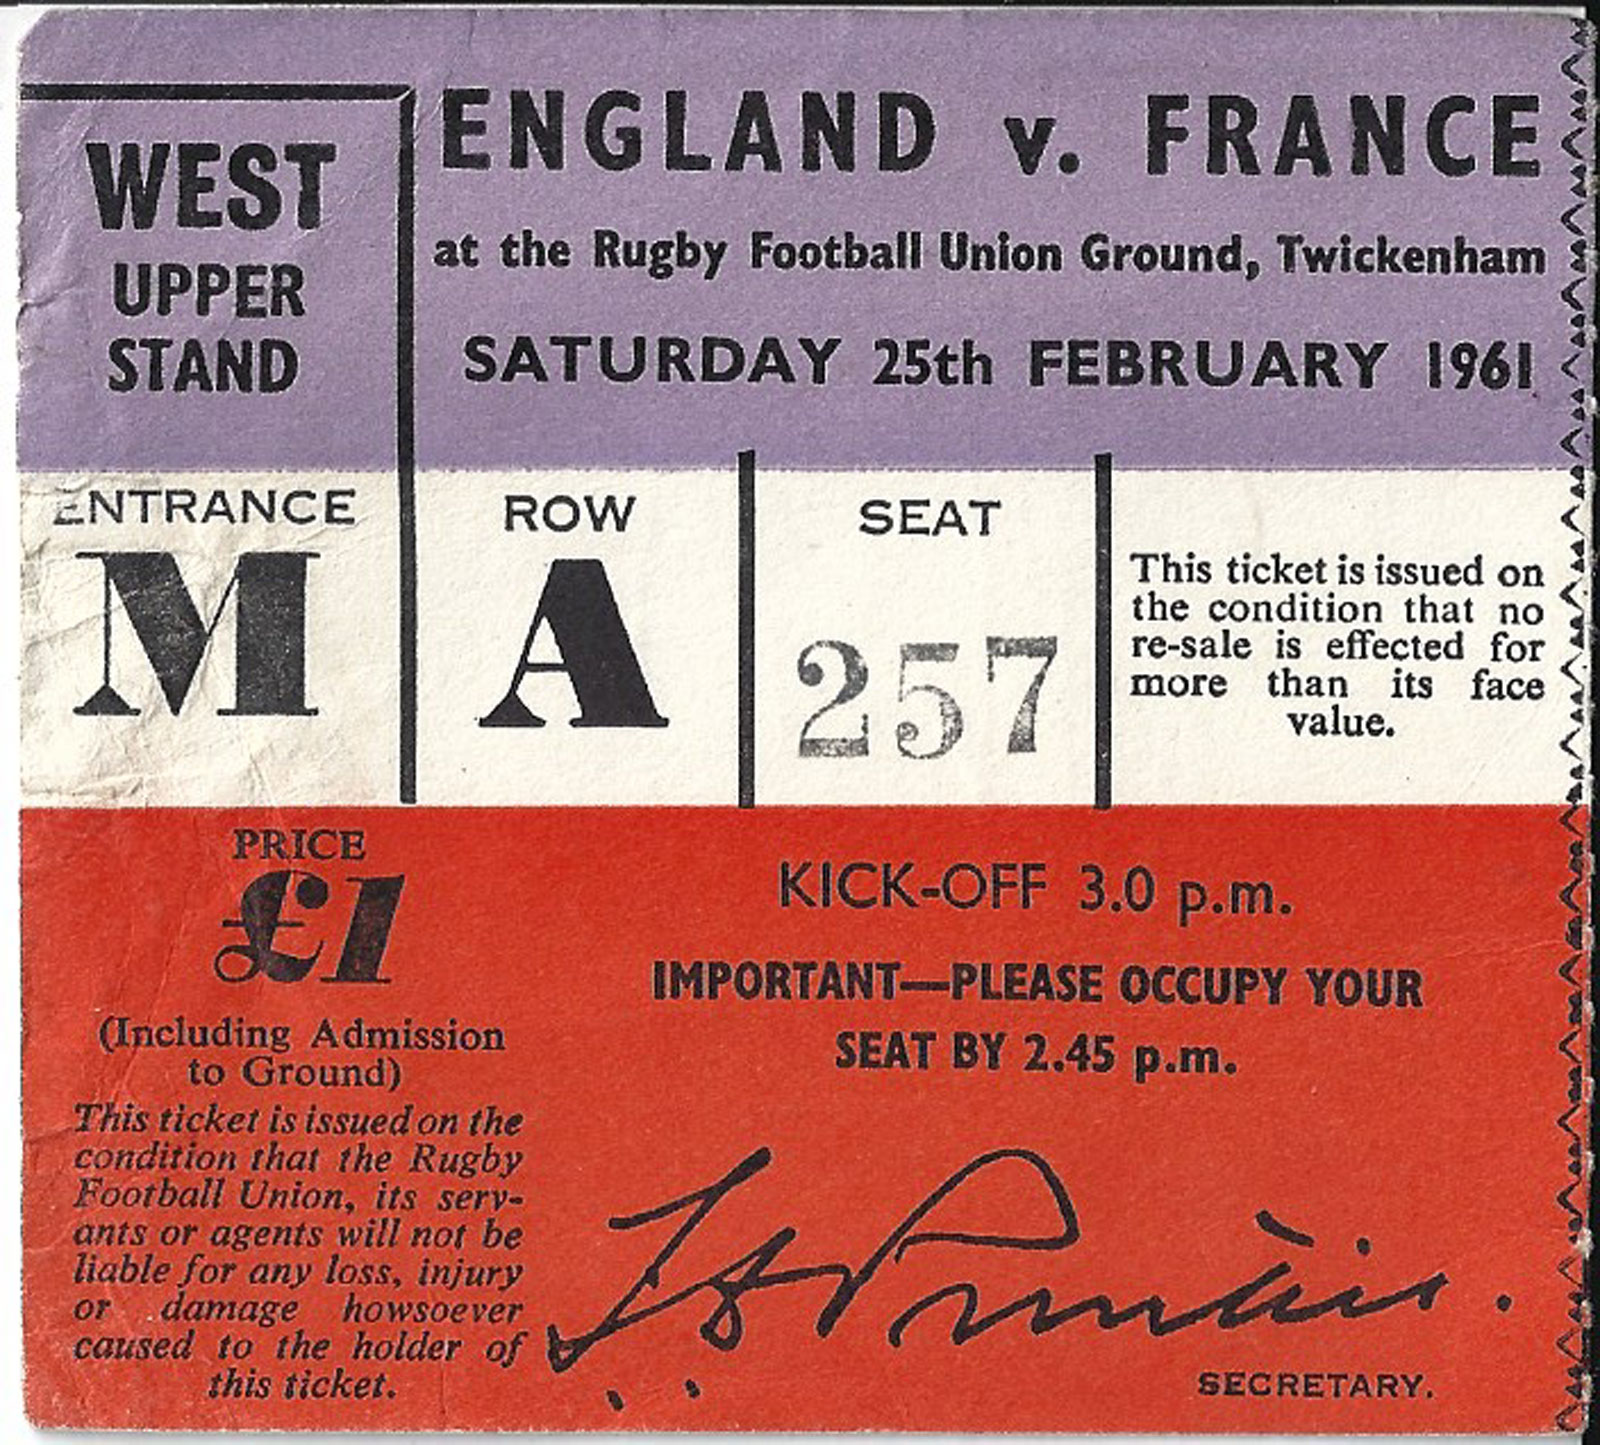 WEST
UPPER
STAND
ENGLAND v. FRANCE
at the Rugby Football Union Ground, Twickenham
SATURDAY 25th FEBRUARY 1961
ENTRANCE
M
ROW
A
SEAT
257
This ticket is issued on
the condition that no
re-sale is effected for
more than its face
value.
PRICE
£1
(Including Admission
to Ground)
This ticket is issued on the
condition that the Rugby
Football Union, its serv-
ants or agents will not be
liable for any loss, injury
or damage howsoever
caused to the holder of
this ticket.
KICK-OFF 3.0 p.m.
IMPORTANT—PLEASE OCCUPY YOUR
SEAT BY 2.45 p.m.
SECRETARY.